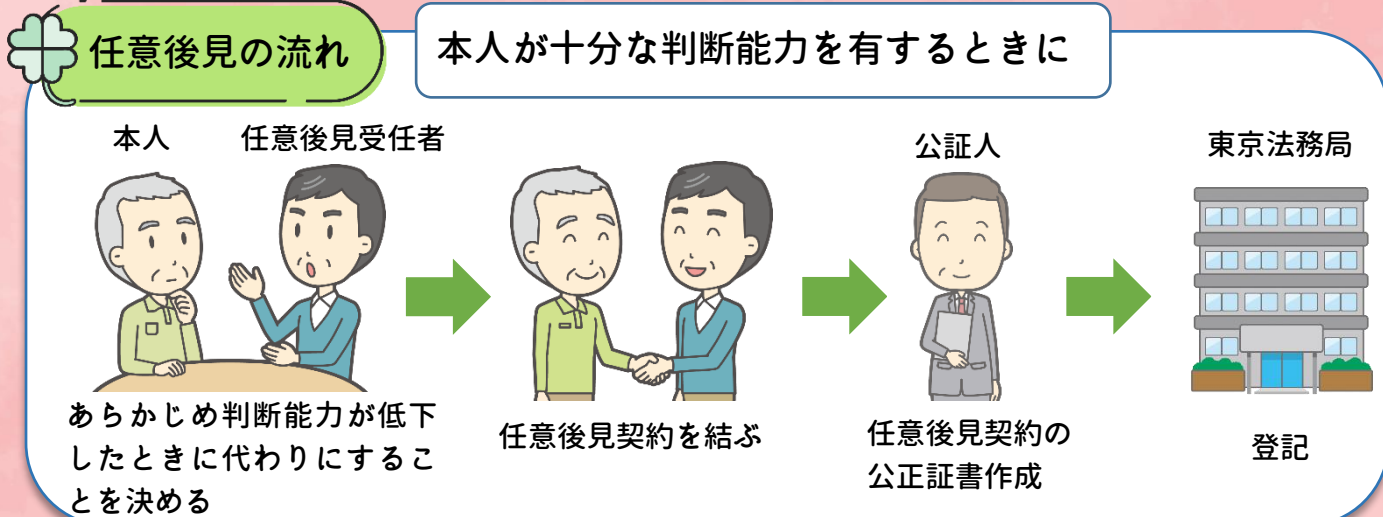 任意後見の流れ
本人が十分な判断能力を有するときに
本人
任意後見受任者
公証人
東京法務局
あらかじめ判断能力が低下
したときに代わりにするこ
とを決める
任意後見契約を結ぶ
任意後見契約の
公正証書作成
登記